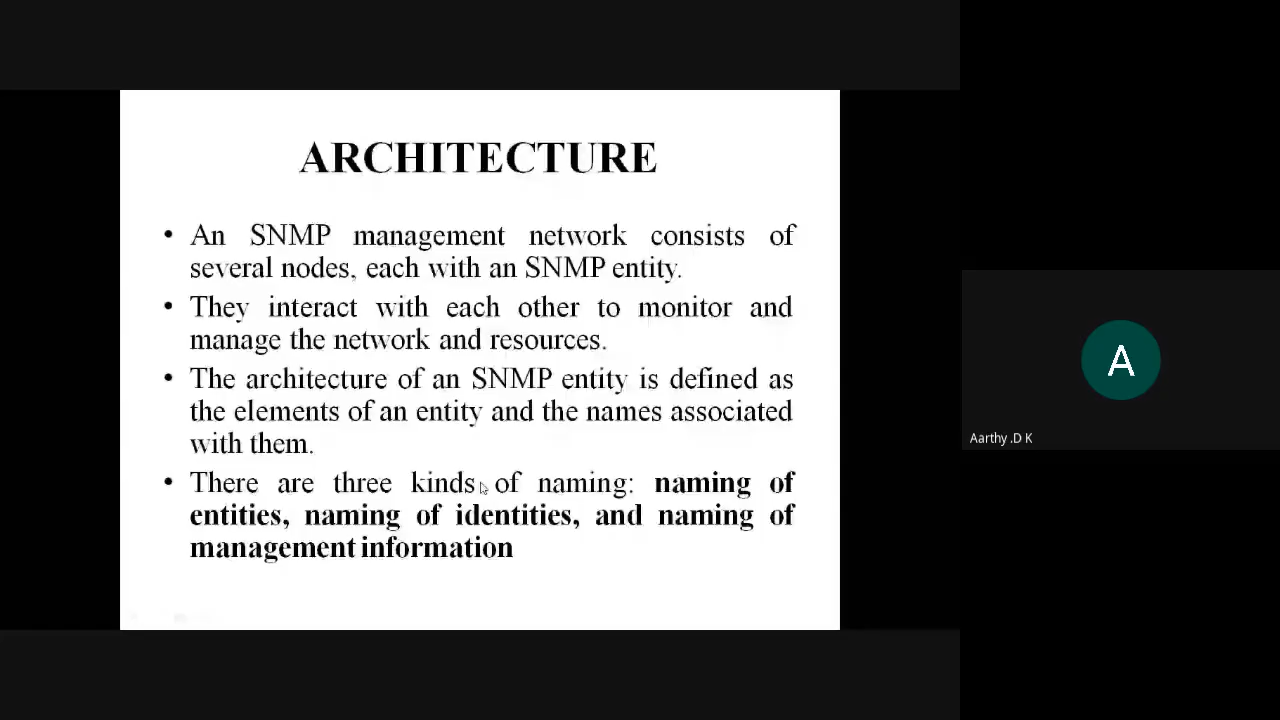 ARCHITECTURE
• An SNMP management network consists of
several nodes, each with an SNMP entity.
• They interact with each other to monitor and
manage the network and resources.
• The architecture of an SNMP entity is defined as
the elements of an entity and the names associated
with them.
• There are three kinds of naming: naming of
entities, naming of identities, and naming of
management information
A
Aarthy .D K